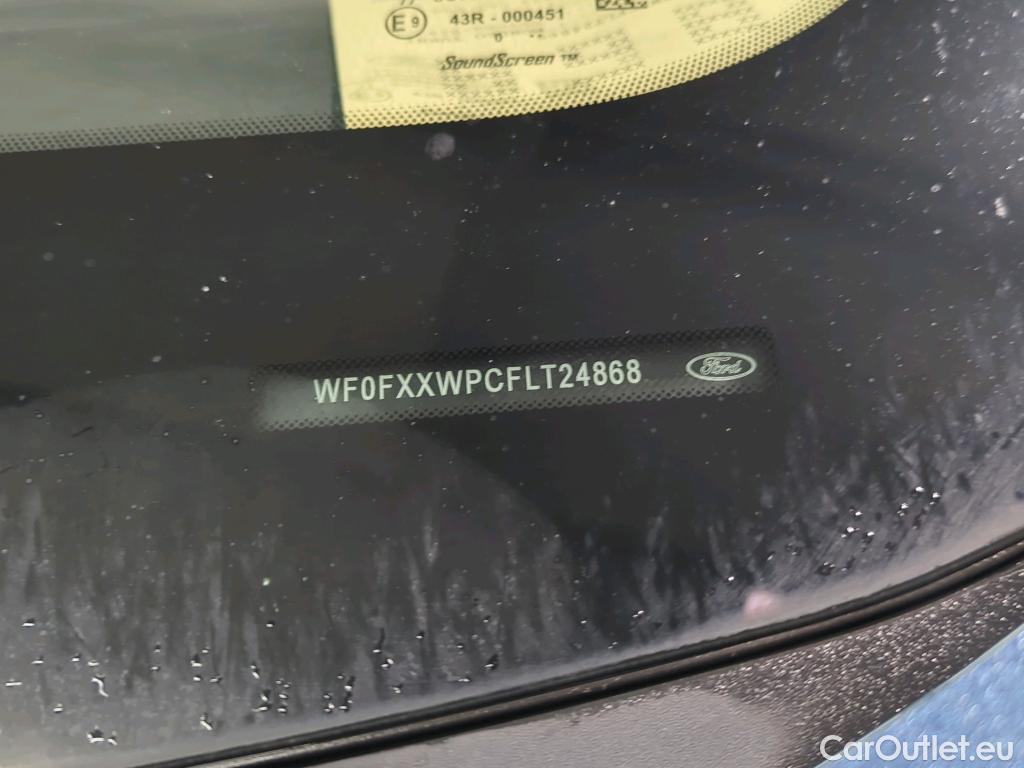 E9
43R - 000451
SoundScreen ™
WF0FXXWPCFLT24868
Ford
CarOutlet.eu